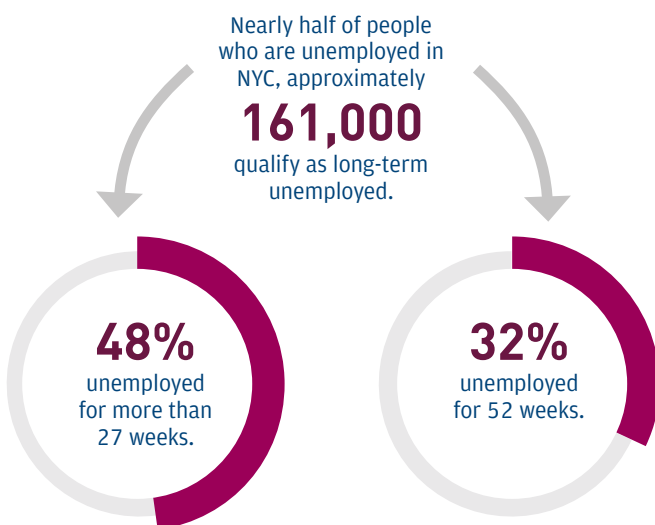 Nearly half of people
who are unemployed in
NYC, approximately
161,000
qualify as long-term
unemployed.
48%
unemployed
for more than
27 weeks.
32%
unemployed
for 52 weeks.